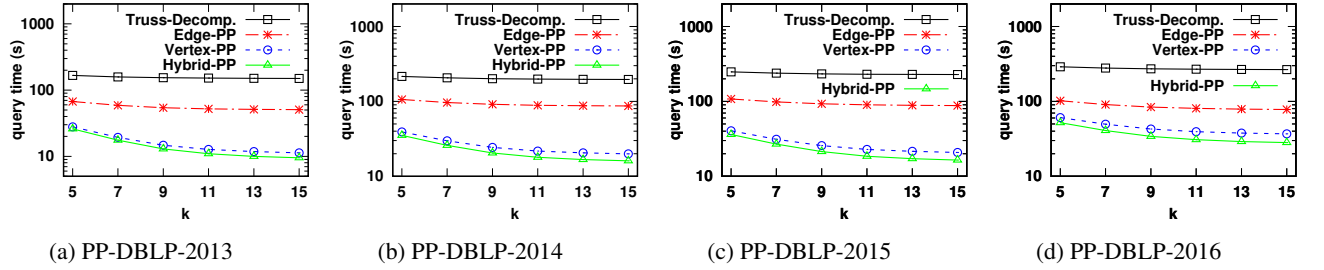 1000
100
10
query time (s)
Truss-Decomp.
Edge-PP
Vertex-PP
Hybrid-PP
5 7 9 11 13 15
k
(a) PP-DBLP-2013
1000
100
10
query time (s)
Truss-Decomp.
Edge-PP
Vertex-PP
Hybrid-PP
5 7 9 11 13 15
k
(b) PP-DBLP-2014
1000
100
10
query time (s)
Truss-Decomp.
Edge-PP
Vertex-PP
Hybrid-PP
5 7 9 11 13 15
k
(c) PP-DBLP-2015
1000
100
10
query time (s)
Truss-Decomp.
Edge-PP
Vertex-PP
Hybrid-PP
5 7 9 11 13 15
k
(d) PP-DBLP-2016